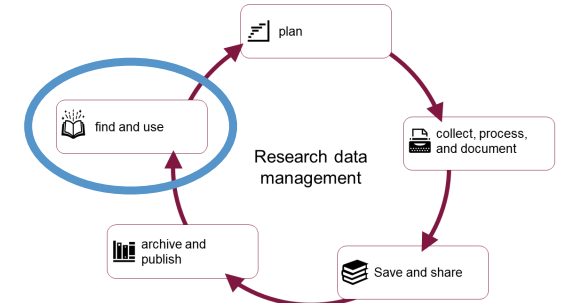 plan
find and use
collect, process,
and document
Research data
management
archive and
publish
Save and share